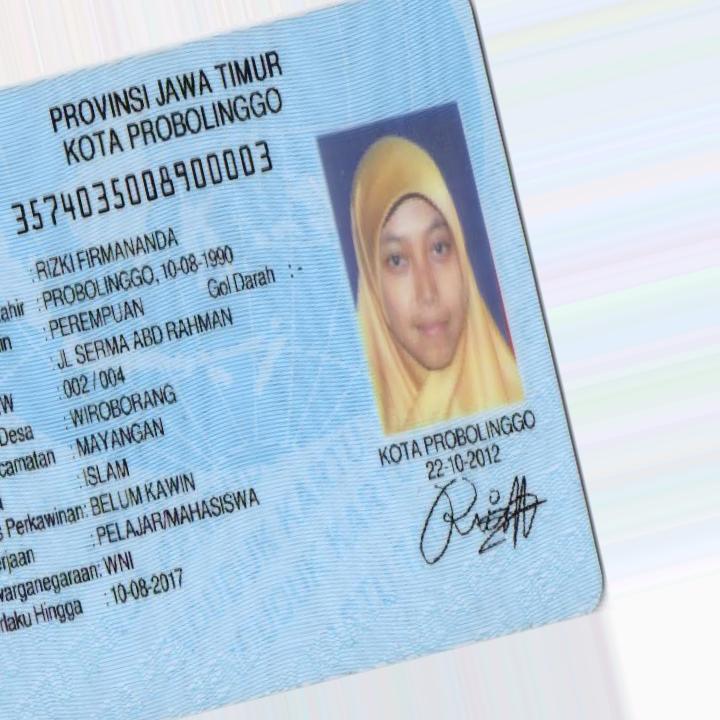 PROVINSI JAWA TIMUR
KOTA PROBOLINGGO
3574035008900003
: RIZKI FIRMANANDA
ahir : PROBOLINGGO, 10-08-1990
in : PEREMPUAN Gol Darah : -
: JL SERMA ABD RAHMAN
W : 002 / 004
Desa : WIROBORANG
camatan : MAYANGAN
: ISLAM
s Perkawinan: BELUM KAWIN
erjaan : PELAJAR/MAHASISWA
warganegaraan: WNI
rlaku Hingga : 10-08-2017
KOTA PROBOLINGGO
22-10-2012